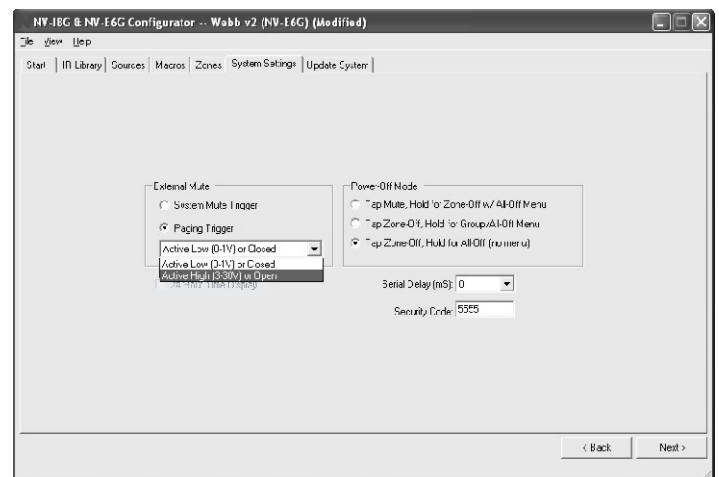 NV-I8G & NV-E6G Configurator -- Webb v2 (NV-E6G) (Modified)
File View Help
Start IR Library Sources Macros Zones System Settings Update System
External Mute
System Mute Trigger
Paging Trigger
Active Low (0-1V) or Closed
Active Low (0-1V) or Closed
Active High (3-30V) or Open
24 Hour Time Display
Power-Off Mode
Tap Mute, Hold for Zone-Off w/ All-Off Menu
Tap Zone-Off, Hold for Group/All-Off Menu
Tap Zone-Off, Hold for All-Off (no menu)
Serial Delay (mS): 0
Security Code: 5555
< Back Next >